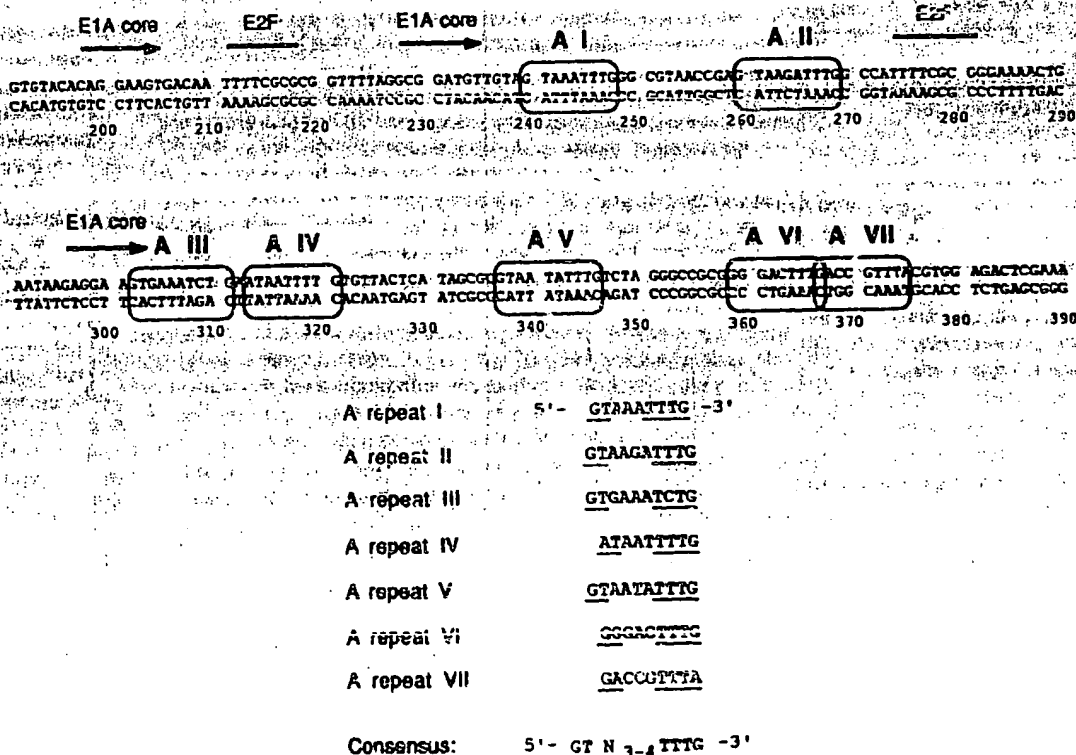 E1A core E2F E1A core A I A II
GTGTACACAG GAAGTGACAA TTTTCGCGCG GTTTTAGGCG GATGTTGTAG TAAATTTGGG CGTAACCGAG TAAGATTTGG CCATTTTCGC GGGAAAACTG
CACATGTGTC CTTCACTGTT AAAAGCGCGC CAAAATCCGC CTACAACATC ATTTAAACCC GCATTGGCTC ATTCTAAACC GGTAAAAGCG CCCTTTTGAC
200 210 220 230 240 250 260 270 280 290
E1A core A III A IV A V A VI A VII
AATAAGAGGA AGTGAAATCT GAATAATTTT GTGTTACTCA TAGCGCGTAA TATTTGTCTA GGGCCGCGGG GACTTTGACC GTTTACGTGG AGACTCGAAA
TTATTCTCCT TCACTTTAGA CTTATTAAAA CACAATGAGT ATCGCGCATT ATAAACAGAT CCCGGCGCCC CTGAAACTGG CAAATGCACC TCTGAGCGGG
300 310 320 330 340 350 360 370 380 390
A repeat I 5'- GTAAATTTG -3'
A repeat II GTAAGATTTG
A repeat III GTGAAATCTG
A repeat IV ATAATTTTG
A repeat V GTAATATTTG
A repeat VI GGGACTTTG
A repeat VII GACCGTTTA
Consensus: 5'- GT N 3-4 TTTG -3'